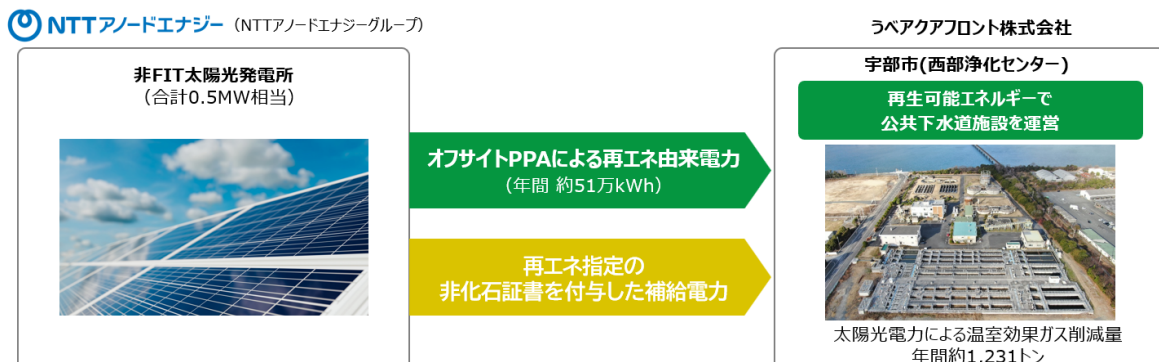 NTTアノードエナジー（NTTアノードエナジーグループ）
非FIT太陽光発電所
（合計0.5MW相当）
オフサイトPPAによる再エネ由来電力
（年間 約51万kWh）
再エネ指定の
非化石証書を付与した補給電力
うべアクアフロント株式会社
宇部市(西部浄化センター)
再生可能エネルギーで
公共下水道施設を運営
太陽光電力による温室効果ガス削減量
年間約1,231トン